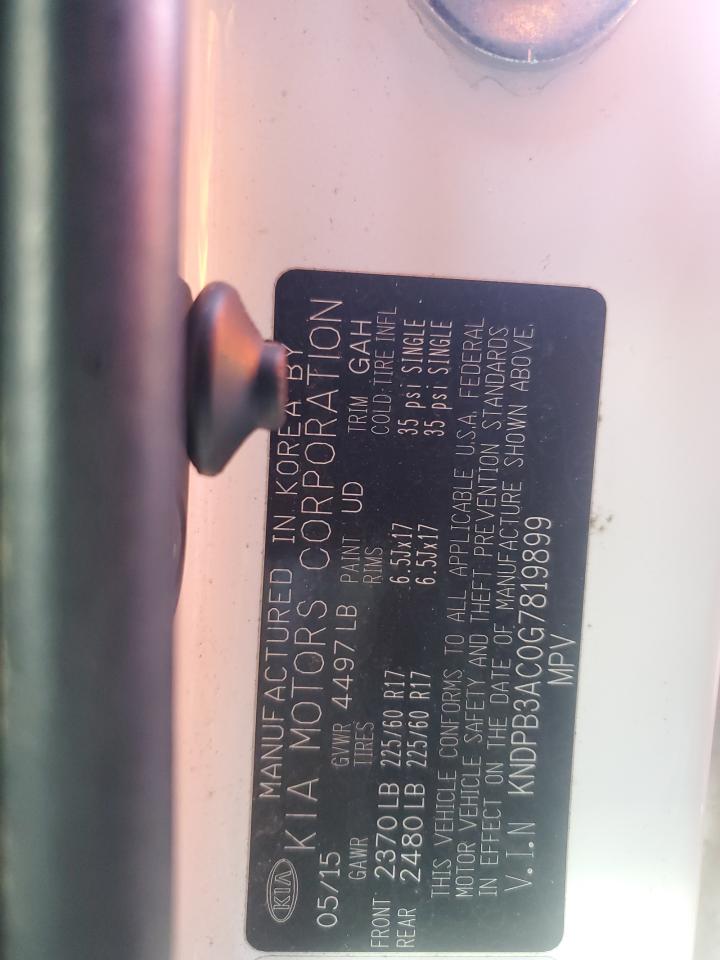 KIA
MANUFACTURED IN KOREA BY
KIA MOTORS CORPORATION
05/15 GVWR 4497 LB PAINT UD TRIM GAH
GAWR TIRES RIMS COLD TIRE INFL
FRONT 2370 LB 225/60 R17 6.5Jx17 35 psi SINGLE
REAR 2480 LB 225/60 R17 6.5Jx17 35 psi SINGLE
THIS VEHICLE CONFORMS TO ALL APPLICABLE U.S.A. FEDERAL
MOTOR VEHICLE SAFETY AND THEFT PREVENTION STANDARDS
IN EFFECT ON THE DATE OF MANUFACTURE SHOWN ABOVE.
V.I.N KNDPB3AC0G7819899
MPV